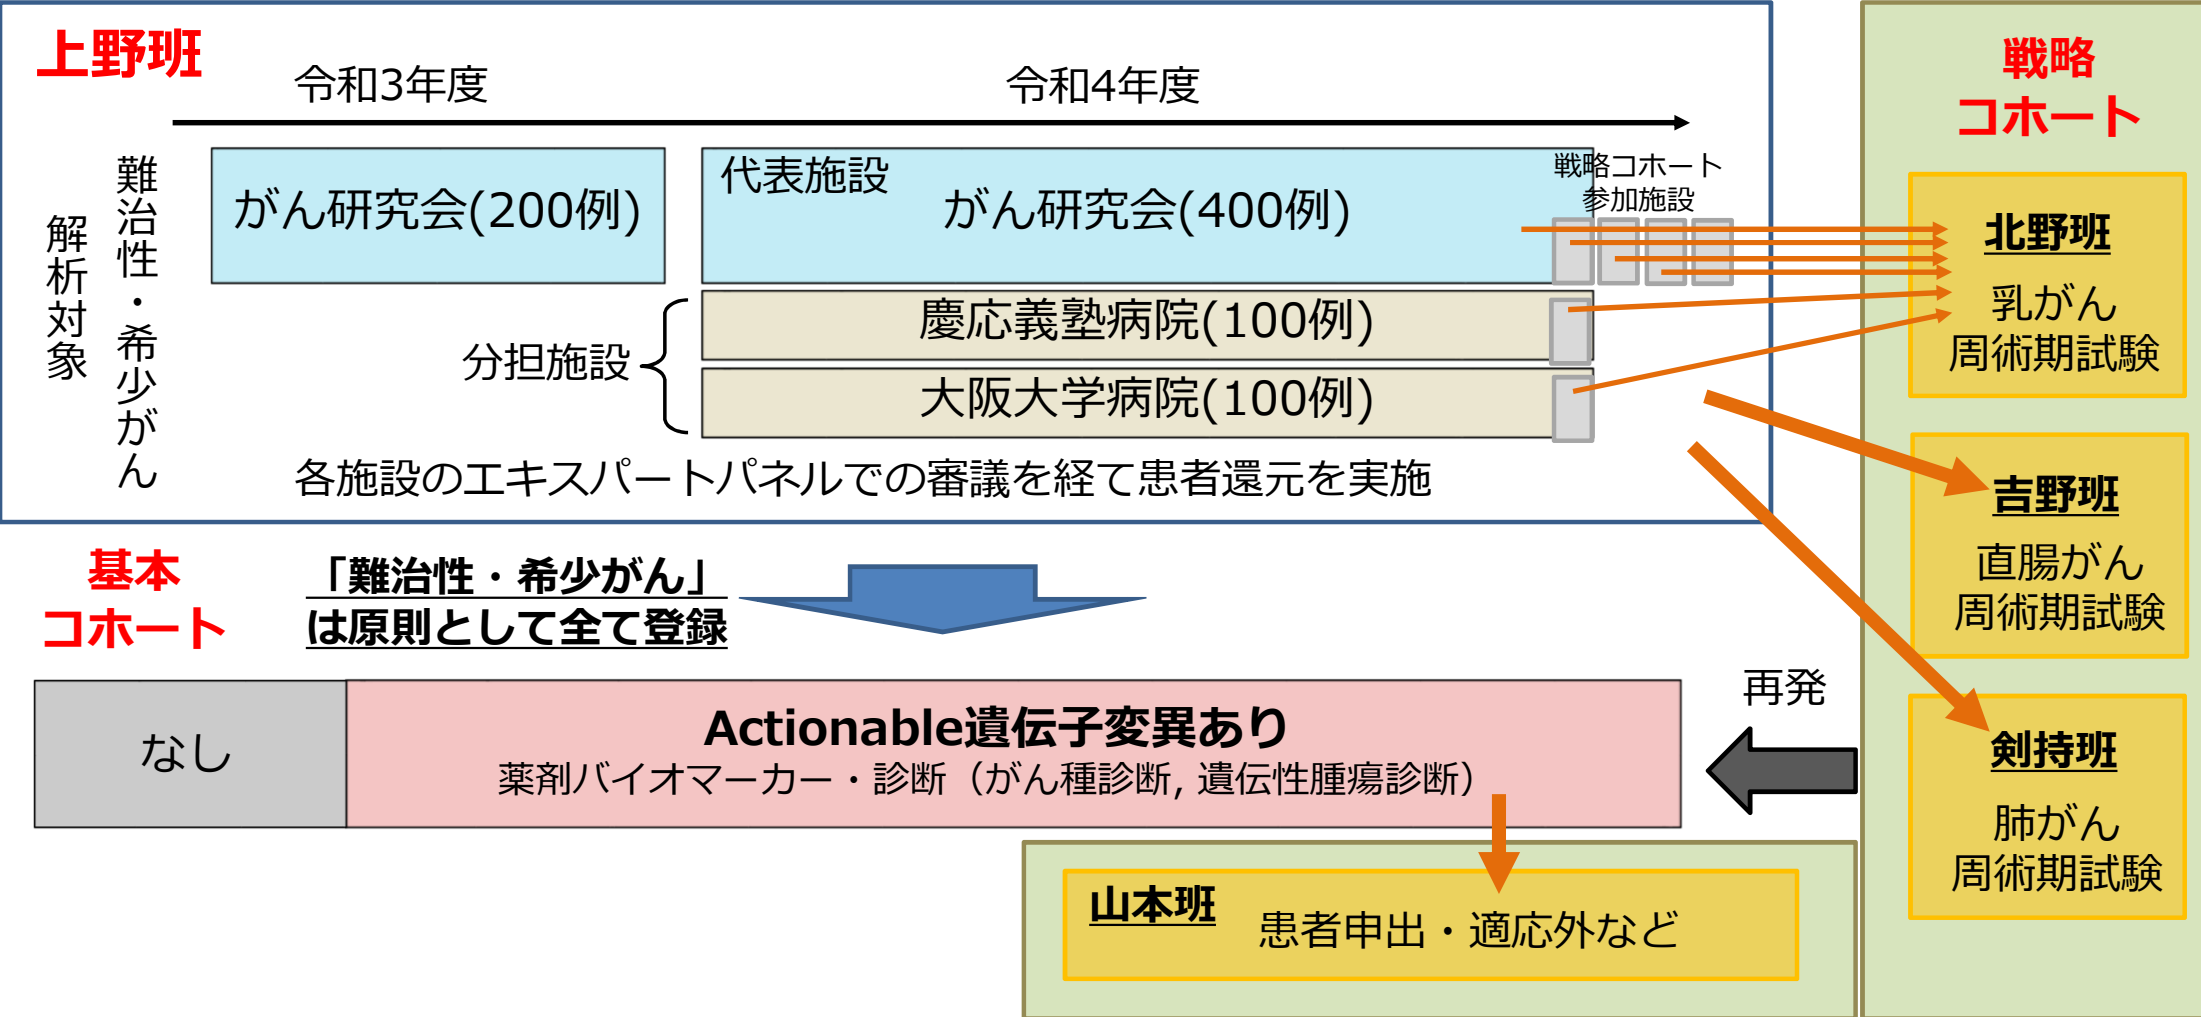 上野班
令和3年度
令和4年度
難治性・希少がん
解析対象
がん研究会(200例)
代表施設
がん研究会(400例)
戦略コホート
参加施設
分担施設
慶応義塾病院(100例)
大阪大学病院(100例)
各施設のエキスパートパネルでの審議を経て患者還元を実施
戦略
コホート
北野班
乳がん
周術期試験
吉野班
直腸がん
周術期試験
剣持班
肺がん
周術期試験
基本
コホート
「難治性・希少がん」
は原則として全て登録
再発
なし
Actionable遺伝子変異あり
薬剤バイオマーカー・診断（がん種診断, 遺伝性腫瘍診断）
山本班
患者申出・適応外など